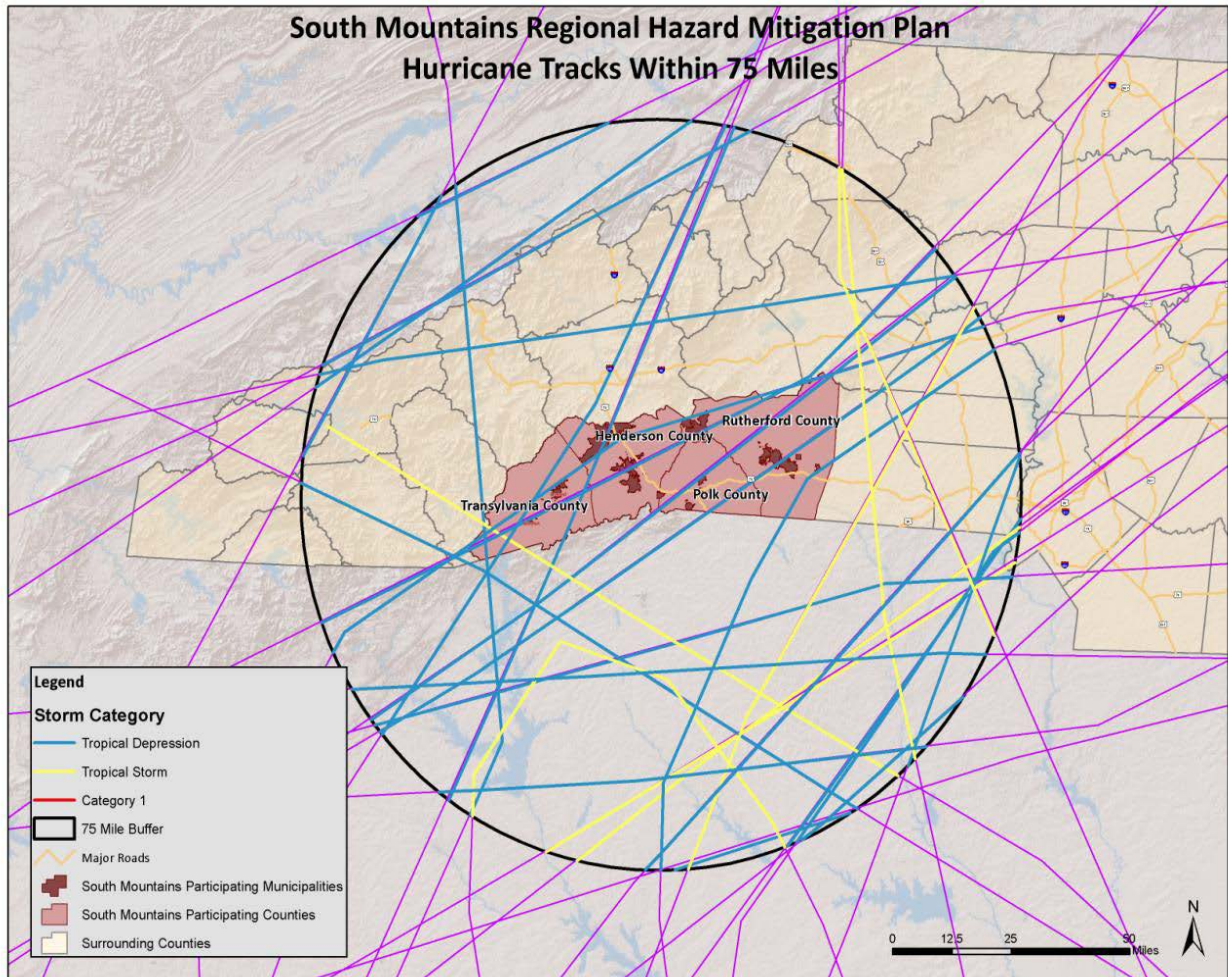 South Mountains Regional Hazard Mitigation Plan
Hurricane Tracks Within 75 Miles
Rutherford County
Henderson County
Polk County
Transylvania County
Legend
Storm Category
Tropical Depression
Tropical Storm
Category 1
75 Mile Buffer
Major Roads
South Mountains Participating Municipalities
South Mountains Participating Counties
Surrounding Counties
N
0 12.5 25 50
Miles